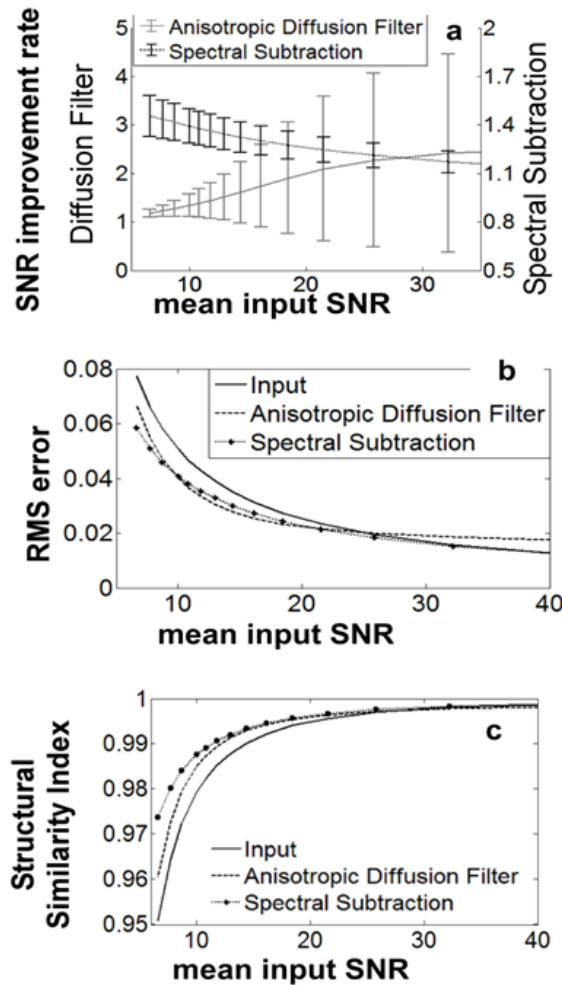 Anisotropic Diffusion Filter
Spectral Subtraction
a
SNR improvement rate
Diffusion Filter
Spectral Subtraction
5
4
3
2
1
0
2
1.7
1.4
1.1
0.8
0.5
10
20
30
mean input SNR
b
Input
Anisotropic Diffusion Filter
Spectral Subtraction
RMS error
0.08
0.06
0.04
0.02
0
10
20
30
40
mean input SNR
c
Structural
Similarity Index
1
0.99
0.98
0.97
0.96
0.95
Input
Anisotropic Diffusion Filter
Spectral Subtraction
10
20
30
40
mean input SNR